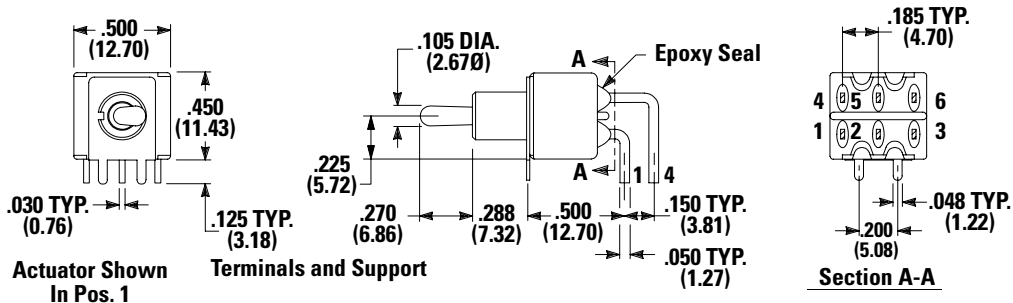 .500
(12.70)
.450
(11.43)
.030 TYP.
(0.76)
.125 TYP.
(3.18)
Actuator Shown
In Pos. 1
.105 DIA.
(2.67Ø)
A
Epoxy Seal
.225
(5.72)
A
1 4
.270
(6.86)
.288
(7.32)
.500
(12.70)
.150 TYP.
(3.81)
.050 TYP.
(1.27)
Terminals and Support
.185 TYP.
(4.70)
4 5 6
1 2 3
.048 TYP.
(1.22)
.200
(5.08)
Section A-A